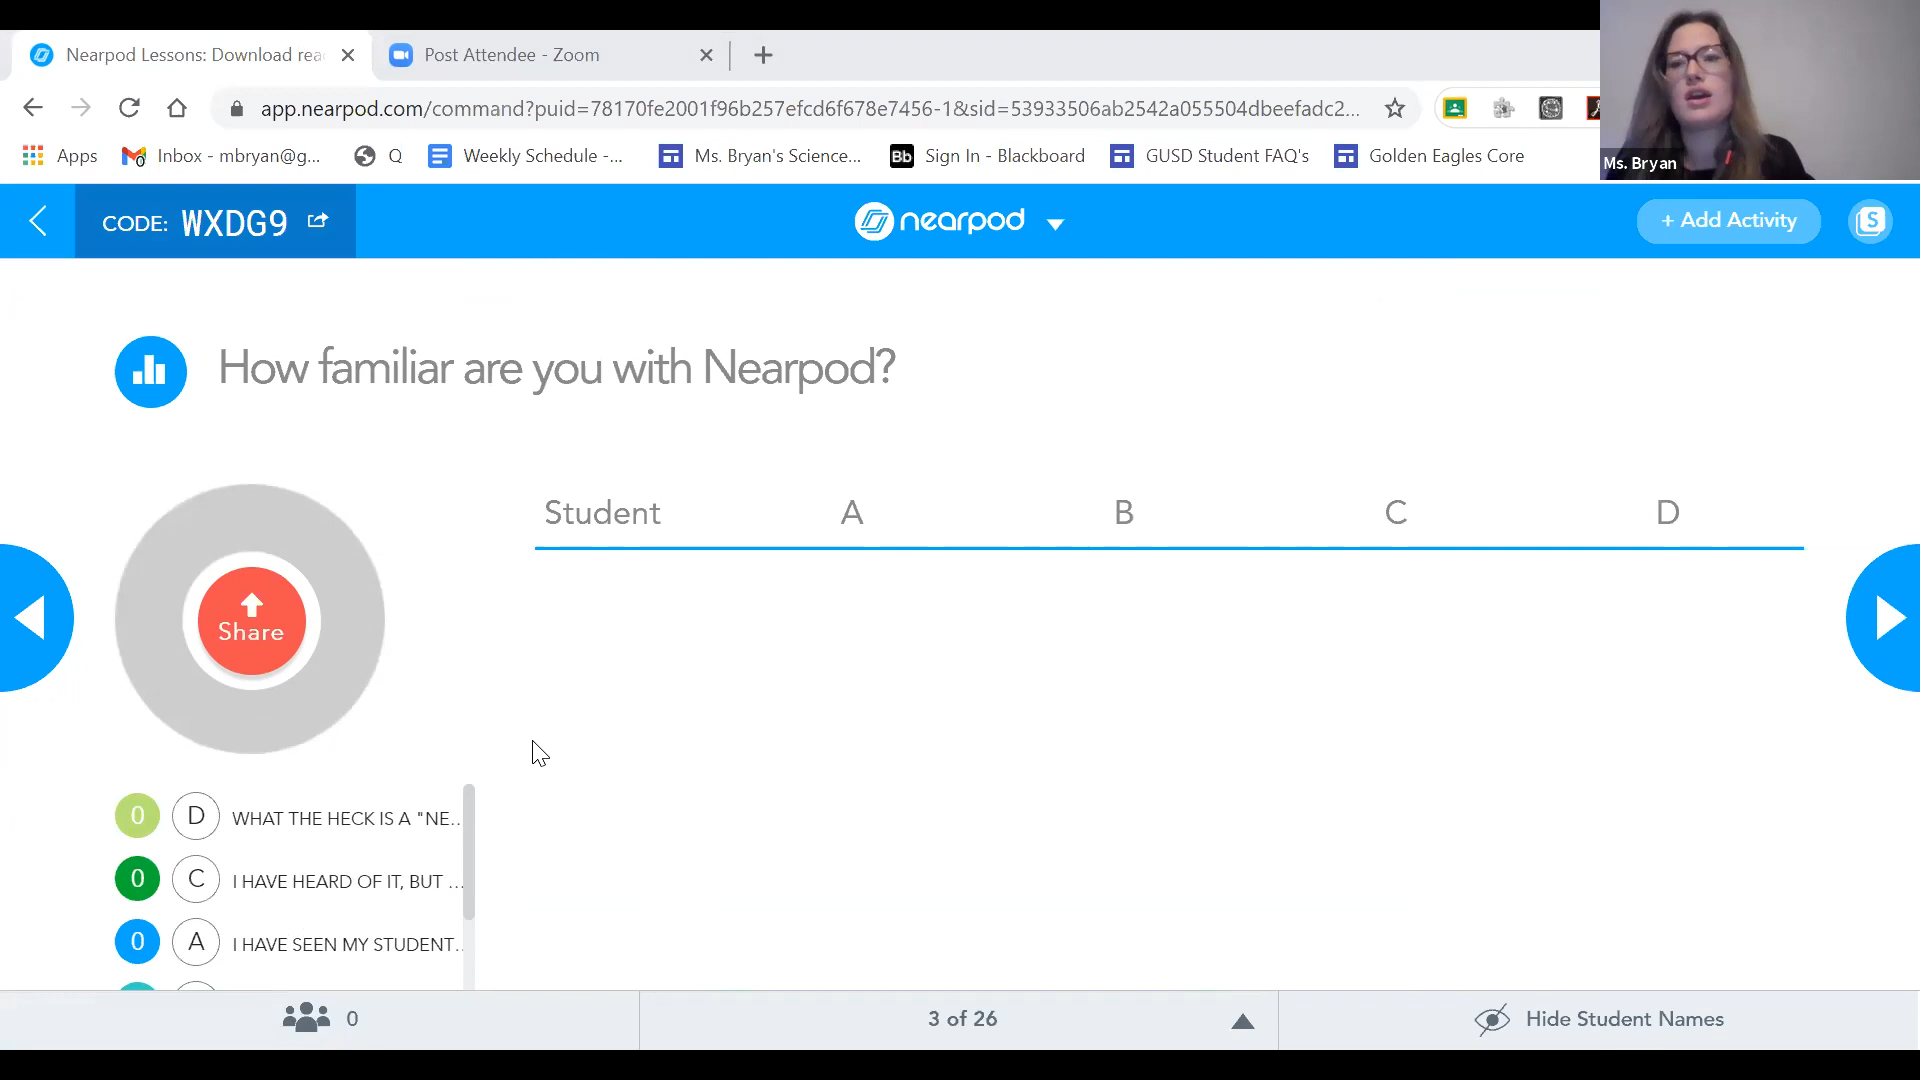 Nearpod Lessons: Download rea
Post Attendee - Zoom
app.nearpod.com/command?puid=78170fe2001f96b257efcd6f678e7456-1&sid=53933506ab2542a055504dbeefadc2...
Apps
Inbox - mbryan@g...
Q
Weekly Schedule -...
Ms. Bryan's Science...
Bb
Sign In - Blackboard
GUSD Student FAQ's
Golden Eagles Core
Ms. Bryan
CODE: WXDG9
nearpod
+ Add Activity
S
How familiar are you with Nearpod?
Share
Student A B C D
0 D WHAT THE HECK IS A "NE...
0 C I HAVE HEARD OF IT, BUT ...
0 A I HAVE SEEN MY STUDENT...
0
3 of 26
Hide Student Names